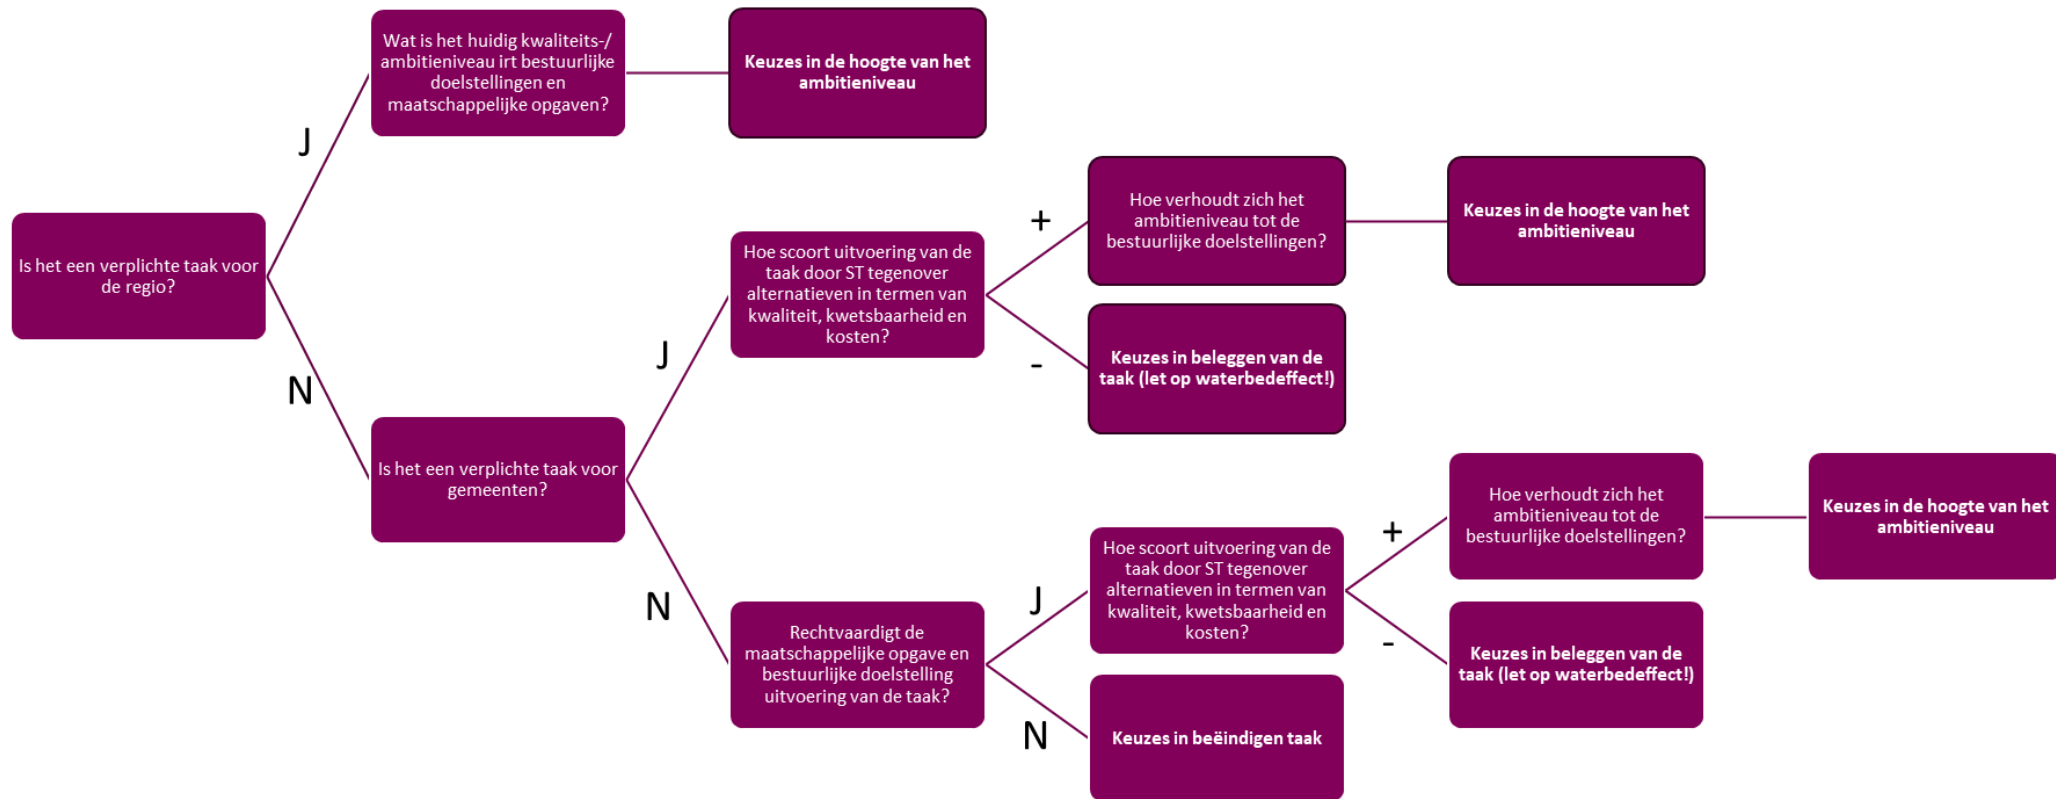 Is het een verplichte taak voor
de regio?
J
N
Wat is het huidig kwaliteits-/
ambitieniveau irt bestuurlijke
doelstellingen en
maatschappelijke opgaven?
Keuzes in de hoogte van het
ambitieniveau
Is het een verplichte taak voor
gemeenten?
J
N
Hoe scoort uitvoering van de
taak door ST tegenover
alternatieven in termen van
kwaliteit, kwetsbaarheid en
kosten?
+
-
Hoe verhoudt zich het
ambitieniveau tot de
bestuurlijke doelstellingen?
Keuzes in de hoogte van het
ambitieniveau
Keuzes in beleggen van de
taak (let op waterbedeffect!)
Rechtvaardigt de
maatschappelijke opgave en
bestuurlijke doelstelling
uitvoering van de taak?
J
N
Hoe scoort uitvoering van de
taak door ST tegenover
alternatieven in termen van
kwaliteit, kwetsbaarheid en
kosten?
+
-
Hoe verhoudt zich het
ambitieniveau tot de
bestuurlijke doelstellingen?
Keuzes in de hoogte van het
ambitieniveau
Keuzes in beleggen van de
taak (let op waterbedeffect!)
Keuzes in beëindigen taak